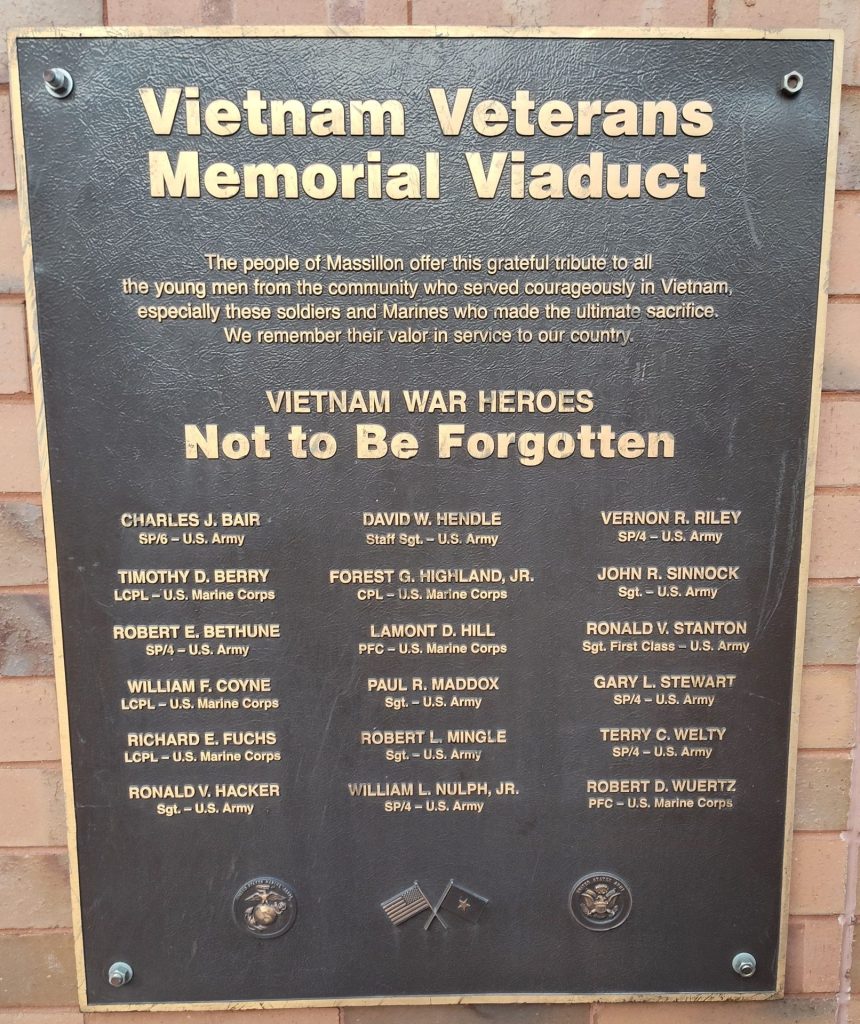 Vietnam Veterans
Memorial Viaduct
The people of Massillon offer this grateful tribute to all
the young men from the community who served courageously in Vietnam,
especially these soldiers and Marines who made the ultimate sacrifice.
We remember their valor in service to our country.
VIETNAM WAR HEROES
Not to Be Forgotten
CHARLES J. BAIR
SP/6 – U.S. Army
TIMOTHY D. BERRY
LCPL – U.S. Marine Corps
ROBERT E. BETHUNE
SP/4 – U.S. Army
WILLIAM F. COYNE
LCPL – U.S. Marine Corps
RICHARD E. FUCHS
LCPL – U.S. Marine Corps
RONALD V. HACKER
Sgt. – U.S. Army
DAVID W. HENDLE
Staff Sgt. – U.S. Army
FOREST G. HIGHLAND, JR.
CPL – U.S. Marine Corps
LAMONT D. HILL
PFC – U.S. Marine Corps
PAUL R. MADDOX
Sgt. – U.S. Army
ROBERT L. MINGLE
Sgt. – U.S. Army
WILLIAM L. NULPH, JR.
SP/4 – U.S. Army
VERNON R. RILEY
SP/4 – U.S. Army
JOHN R. SINNOCK
Sgt. – U.S. Army
RONALD V. STANTON
Sgt. First Class – U.S. Army
GARY L. STEWART
SP/4 – U.S. Army
TERRY C. WELTY
SP/4 – U.S. Army
ROBERT D. WUERTZ
PFC – U.S. Marine Corps